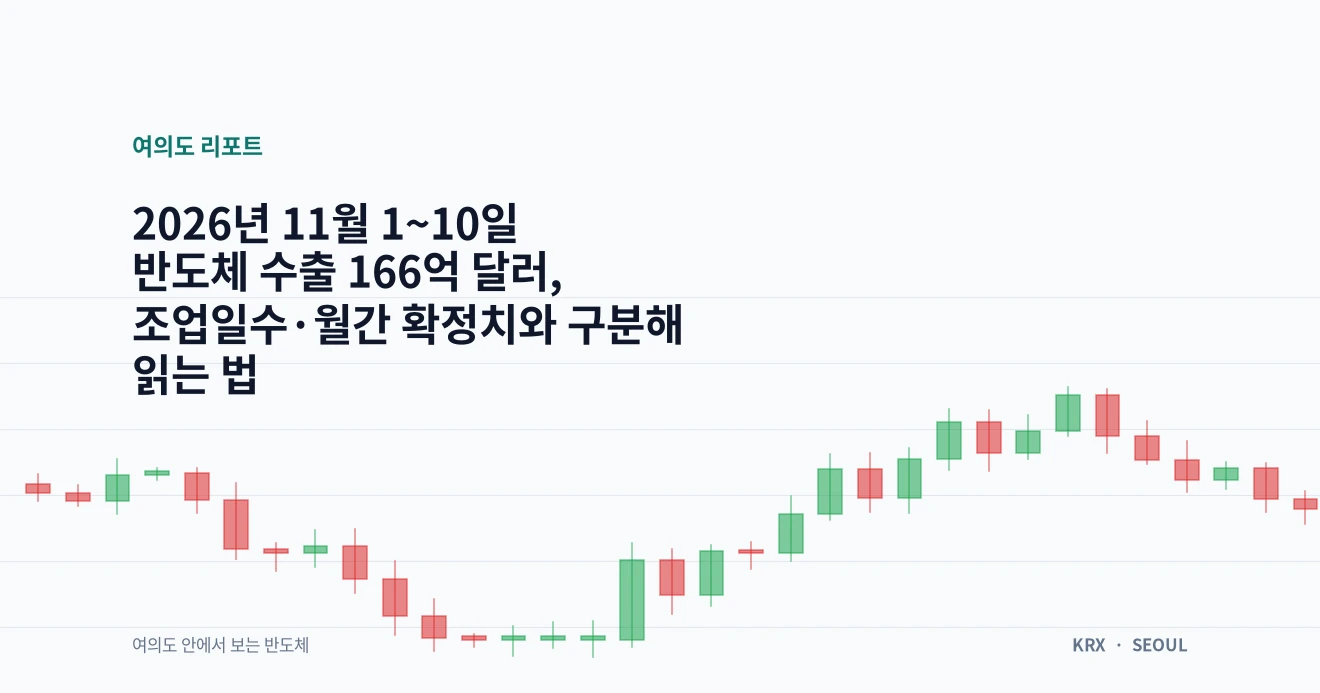 여의도 리포트
2026년 11월 1~10일
반도체 수출 166억 달러,
조업일수·월간 확정치와 구분해
읽는 법
여의도 안에서 보는 반도체
KRX · SEOUL